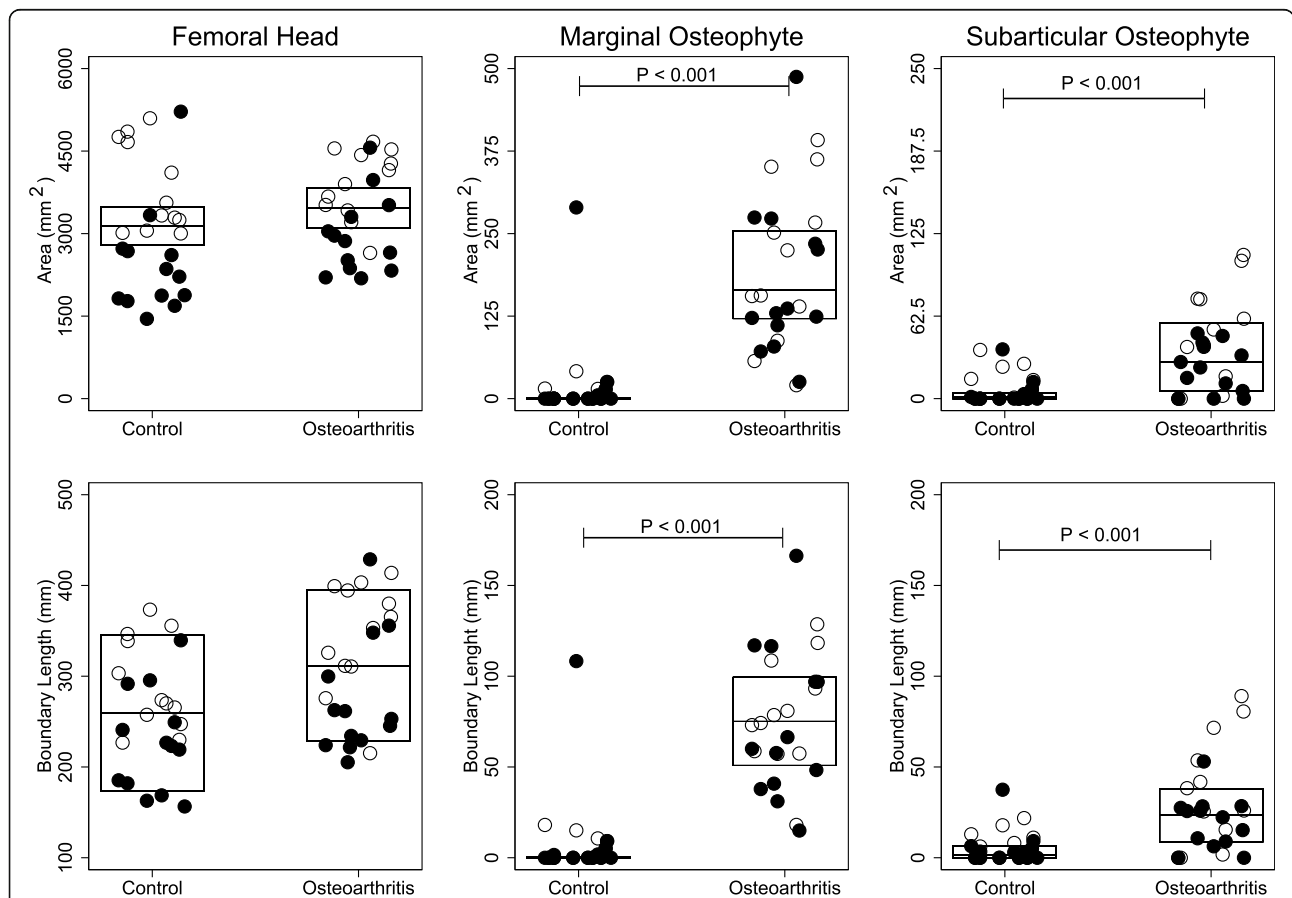 Femoral Head
Area (mm 2 )
6000
4500
3000
1500
0
Control Osteoarthritis
Marginal Osteophyte
P < 0.001
Area (mm 2 )
500
375
250
125
0
Control Osteoarthritis
Subarticular Osteophyte
P < 0.001
Area (mm 2 )
250
187.5
125
62.5
0
Control Osteoarthritis
Boundary Length (mm)
500
400
300
200
100
Control Osteoarthritis
P < 0.001
Boundary Lenght (mm)
200
150
100
50
0
Control Osteoarthritis
P < 0.001
Boundary Lenght (mm)
200
150
100
50
0
Control Osteoarthritis